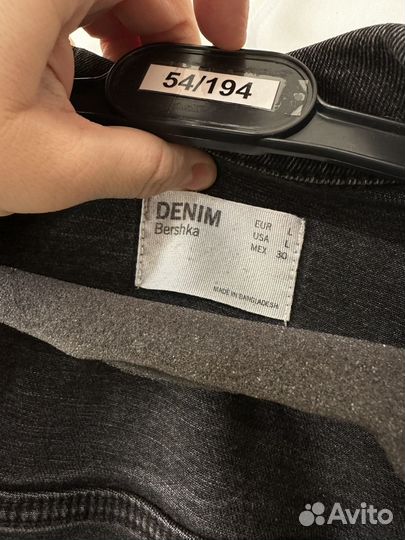 54/194
DENIM
Bershka
EUR L
USA L
MEX 30
MADE IN BANGLADESH
Avito